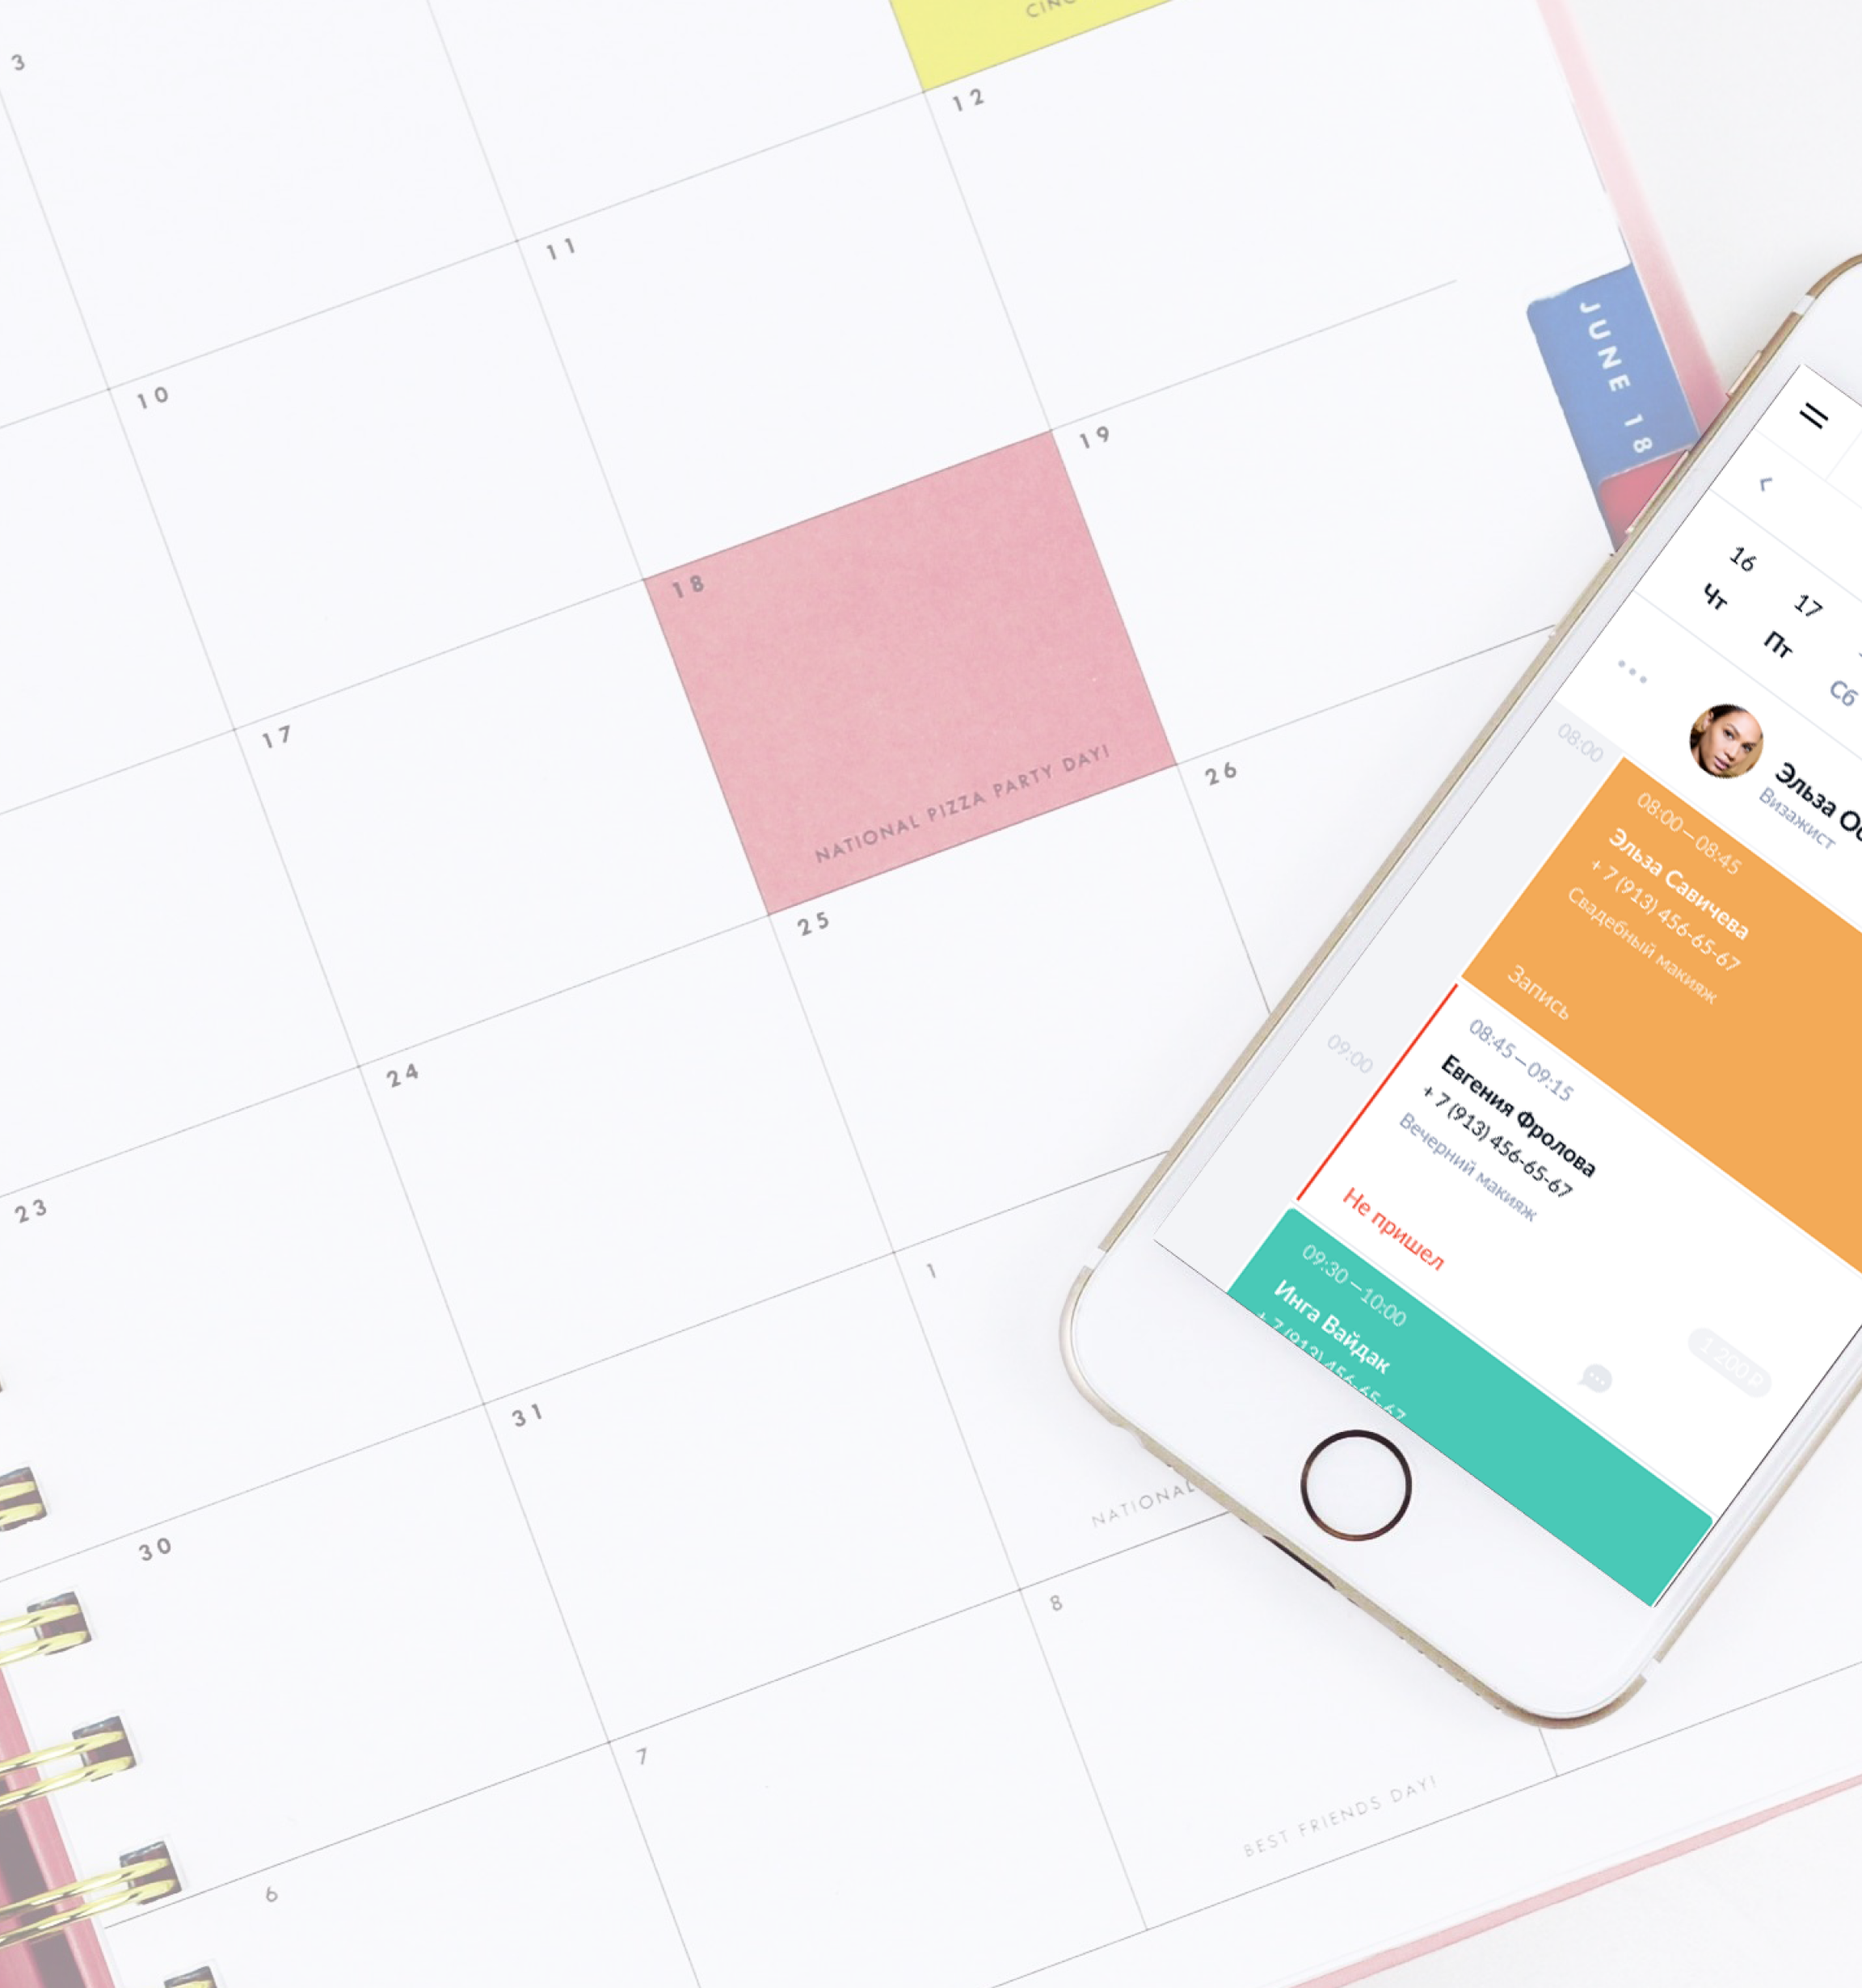 3
12
11
10
JUNE 18
19
18
17
NATIONAL PIZZA PARTY DAY!
26
25
24
23
1
31
NATIONAL
30
8
7
BEST FRIENDS DAY!
6
16
Чт
17
Пт
Сб
Эльза
Визажист
08:00
08:00—08:45
Эльза Савичева
+ 7 (913) 456-65-67
Свадебный макияж
Запись
09:00
08:45—09:15
Евгения Фролова
+ 7 (913) 456-65-67
Вечерний макияж
Не пришел
1 200 ₽
09:30—10:00
Инга Вайдак
+ 7 (913) 456-65-67